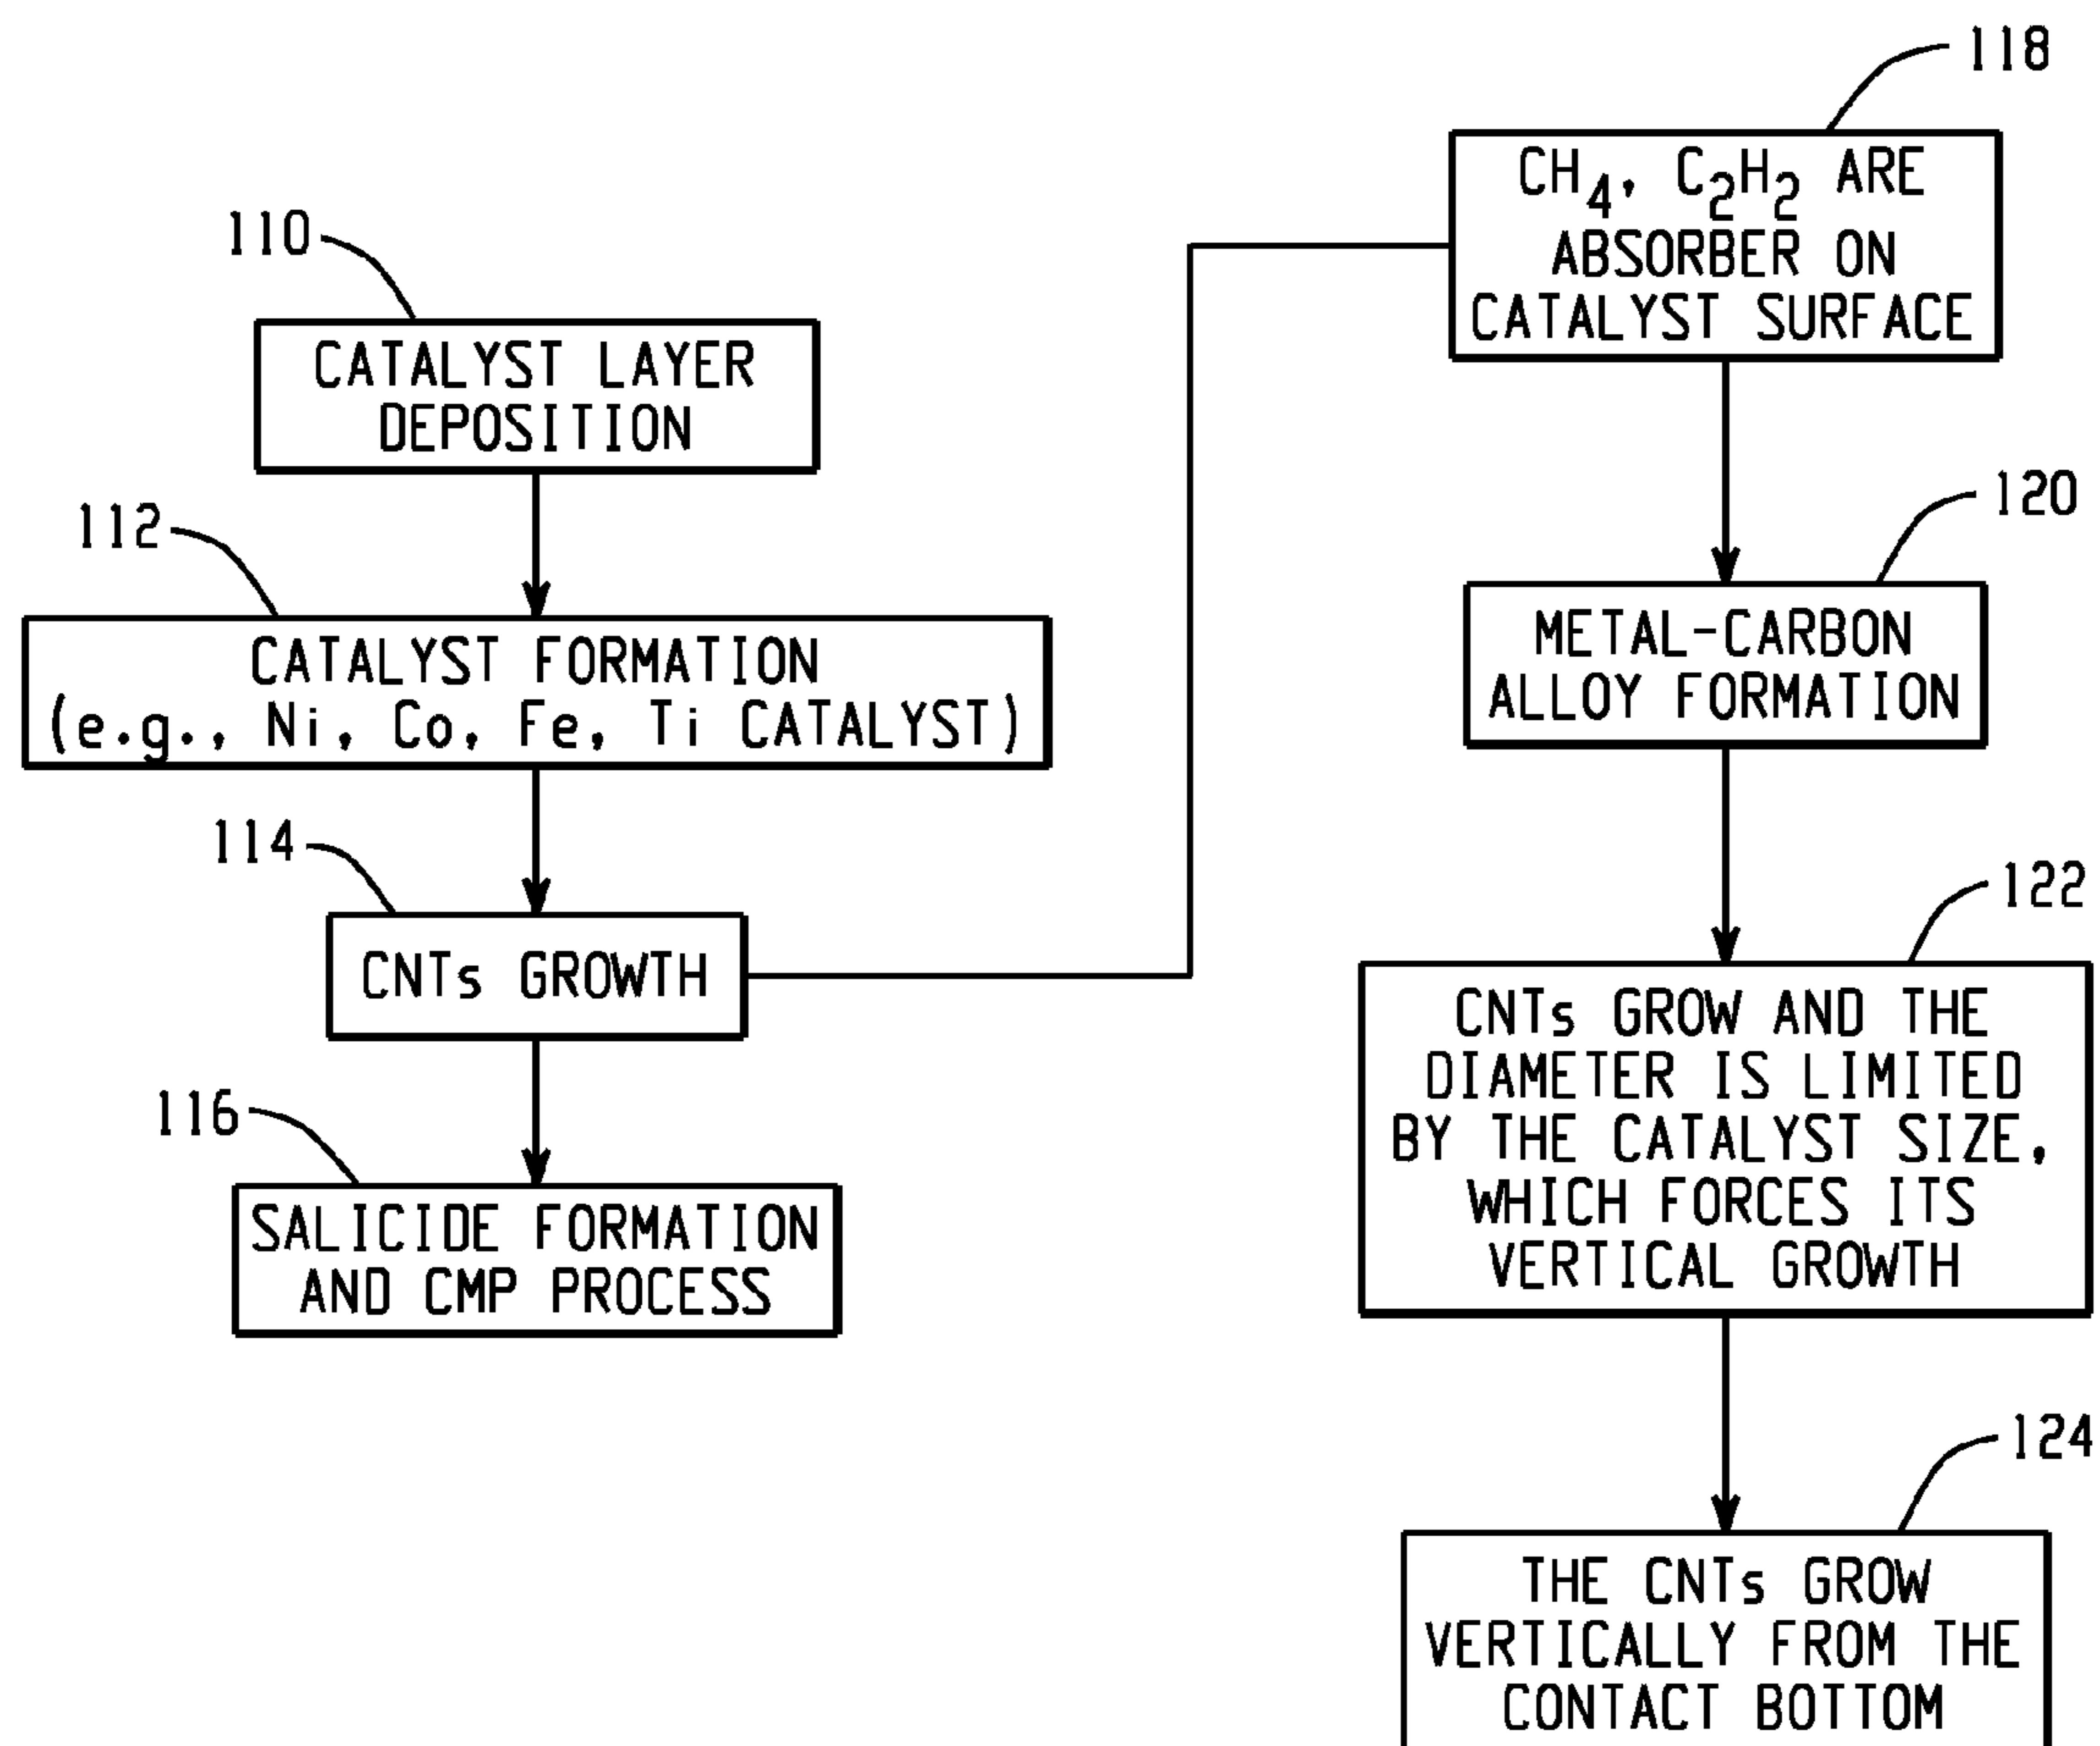 110
CATALYST LAYER
DEPOSITION
112
CATALYST FORMATION
(e.g., Ni, Co, Fe, Ti CATALYST)
114
CNTs GROWTH
116
SALICIDE FORMATION
AND CMP PROCESS
118
CH4, C2H2 ARE
ABSORBER ON
CATALYST SURFACE
120
METAL-CARBON
ALLOY FORMATION
122
CNTs GROW AND THE
DIAMETER IS LIMITED
BY THE CATALYST SIZE,
WHICH FORCES ITS
VERTICAL GROWTH
124
THE CNTs GROW
VERTICALLY FROM THE
CONTACT BOTTOM